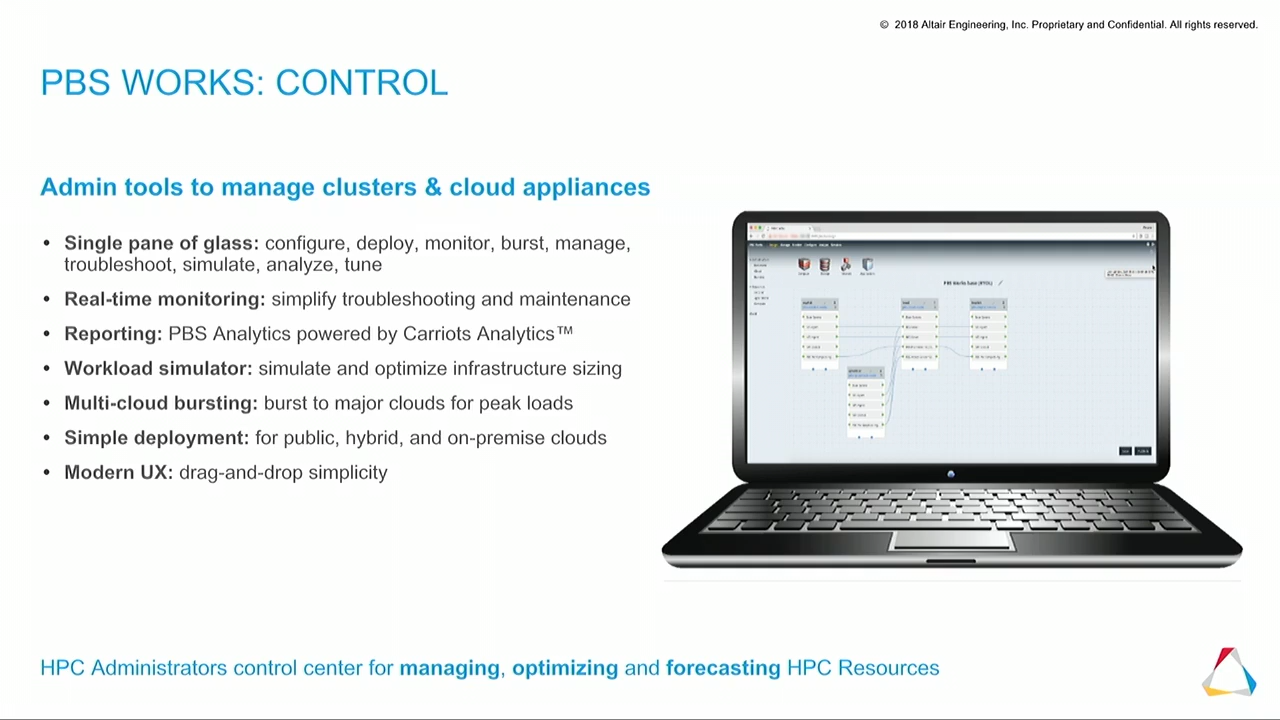 © 2018 Altair Engineering, Inc. Proprietary and Confidential. All rights reserved.
PBS WORKS: CONTROL
Admin tools to manage clusters & cloud appliances
• Single pane of glass: configure, deploy, monitor, burst, manage,
troubleshoot, simulate, analyze, tune
• Real-time monitoring: simplify troubleshooting and maintenance
• Reporting: PBS Analytics powered by Carriots Analytics™
• Workload simulator: simulate and optimize infrastructure sizing
• Multi-cloud bursting: burst to major clouds for peak loads
• Simple deployment: for public, hybrid, and on-premise clouds
• Modern UX: drag-and-drop simplicity
HPC Administrators control center for managing, optimizing and forecasting HPC Resources